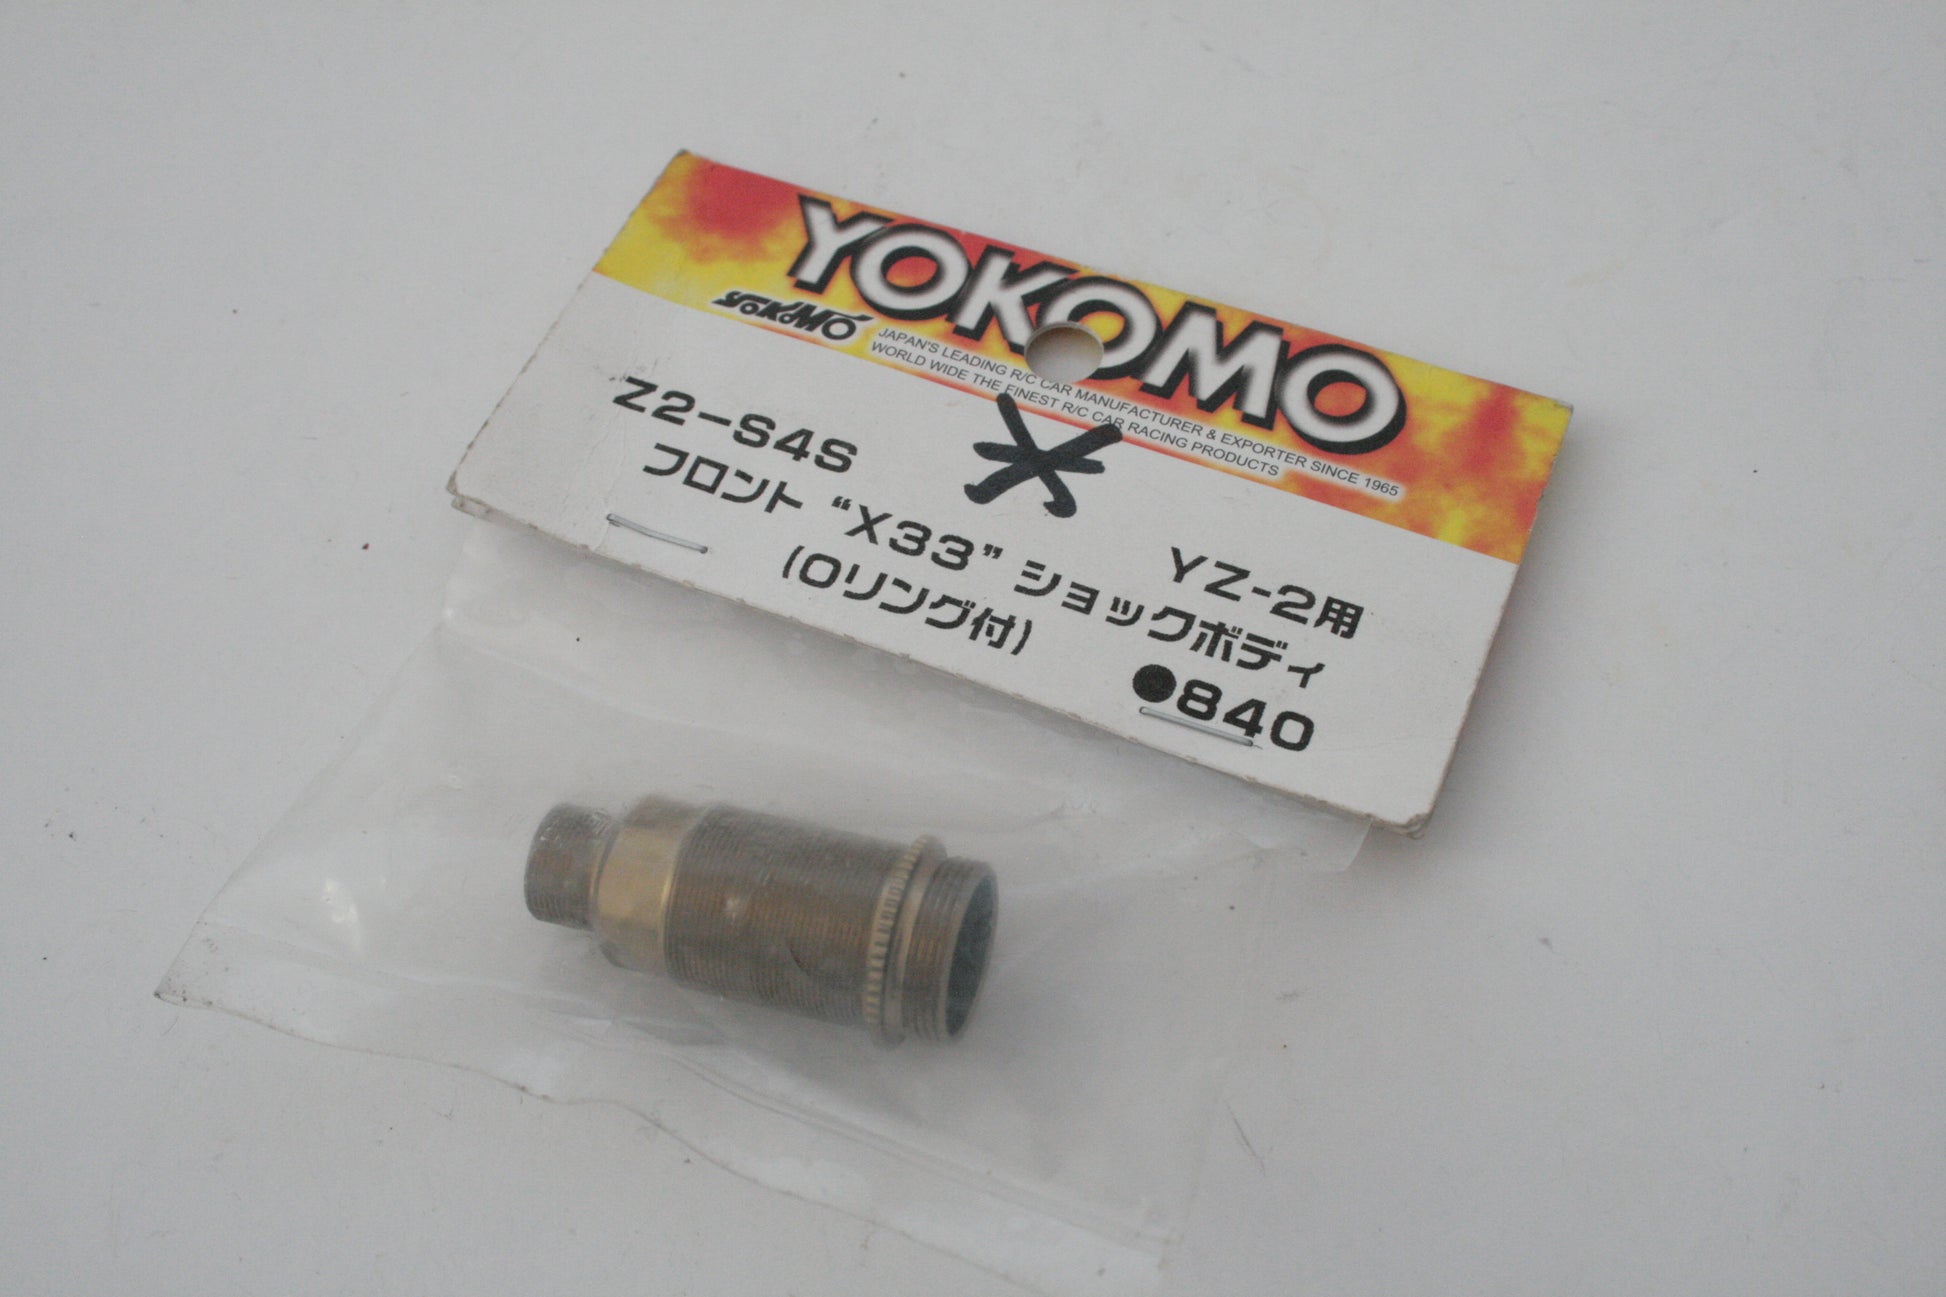 YOKOMO
YOKOMO
JAPAN'S LEADING R/C CAR MANUFACTURER & EXPORTER SINCE 1965
WORLD WIDE THE FINEST R/C CAR RACING PRODUCTS
Z2-S4S
YZ-2用
フロント “X33” ショックボディ
(Oリング付)
●840